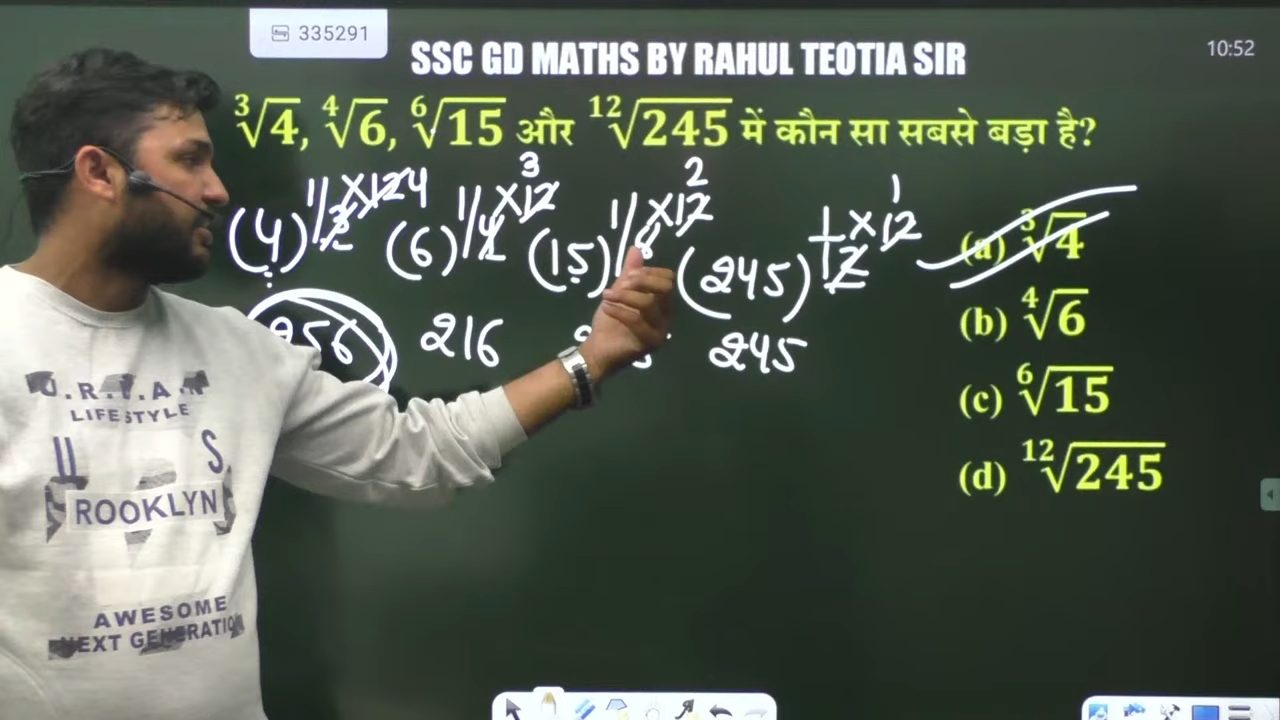 335291
SSC GD MATHS BY RAHUL TEOTIA SIR
10:52
∛4, ∜6, ⁶√15 और ¹²√245 में कौन सा सबसे बड़ा है?
(4)^1/3×12 4 (6)^1/4×12 3 (15)^1/6×12 2 (245)^1/12×12 1
256 216 245
(a) ∛4
(b) ∜6
(c) ⁶√15
(d) ¹²√245
U.R.B.A.N
LIFESTYLE
U S
ROOKLYN
AWESOME
NEXT GENERATION